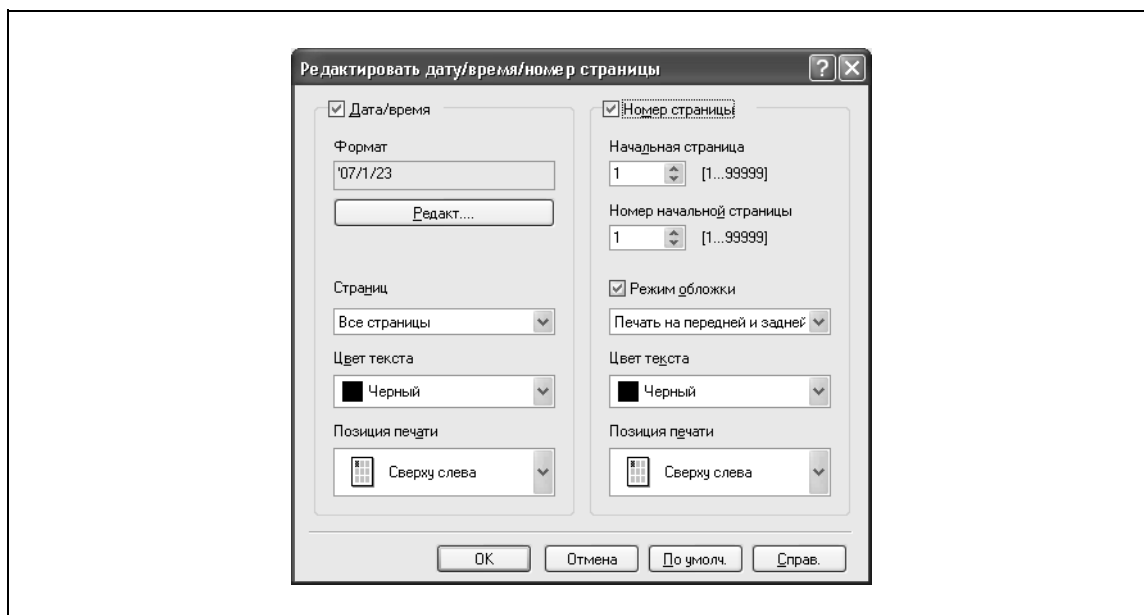 Редактировать дату/время/номер страницы
Дата/время
Формат
'07/1/23
Редакт....
Страниц
Все страницы
Цвет текста
Черный
Позиция печати
Сверху слева
Номер страницы
Начальная страница
1 [1...99999]
Номер начальной страницы
1 [1...99999]
Режим обложки
Печать на передней и задней
Цвет текста
Черный
Позиция печати
Сверху слева
OK Отмена По умолч. Справ.